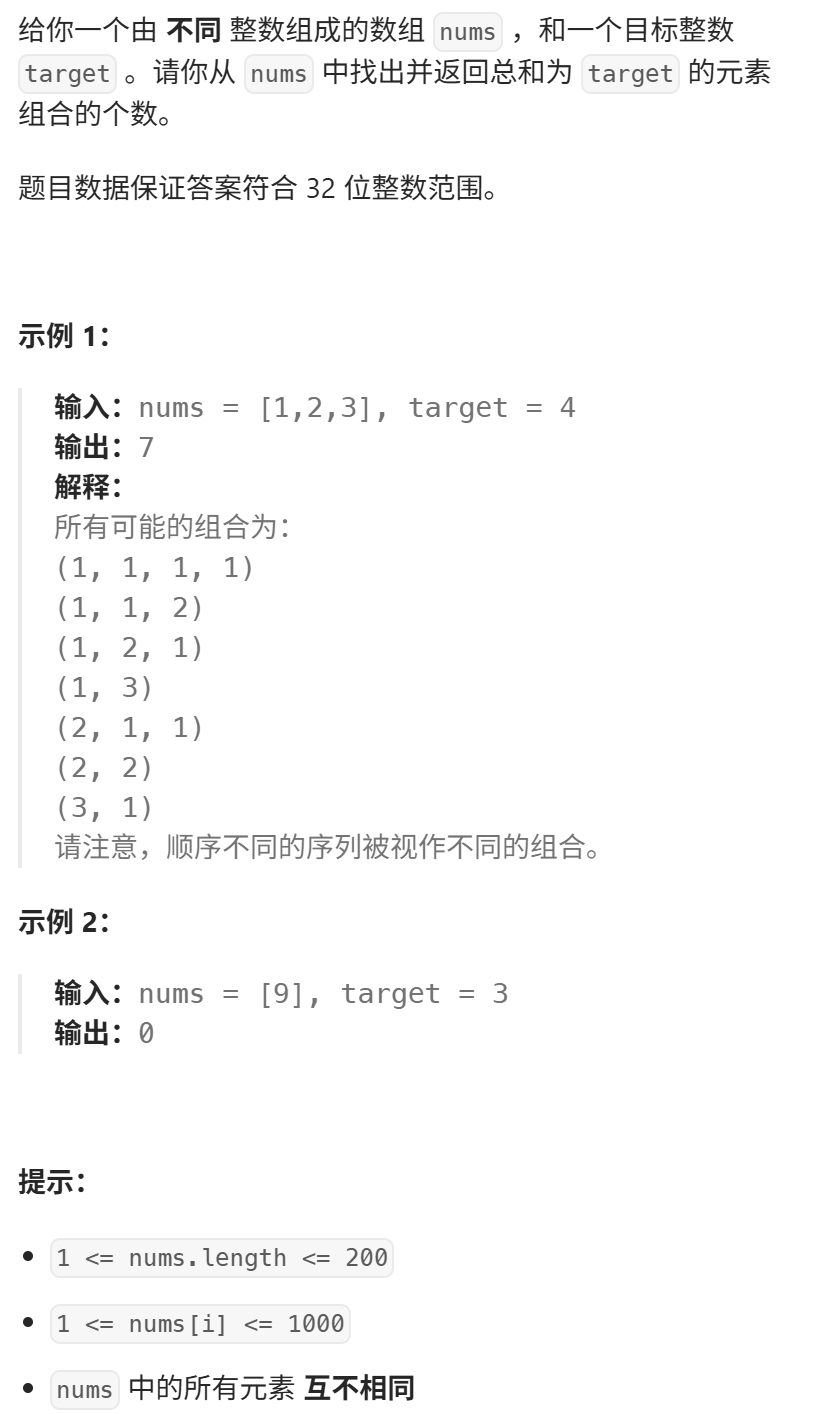 给你一个由 不同 整数组成的数组 nums ，和一个目标整数
target 。请你从 nums 中找出并返回总和为 target 的元素
组合的个数。
题目数据保证答案符合 32 位整数范围。
示例 1：
输入：nums = [1,2,3], target = 4
输出：7
解释：
所有可能的组合为：
(1, 1, 1, 1)
(1, 1, 2)
(1, 2, 1)
(1, 3)
(2, 1, 1)
(2, 2)
(3, 1)
请注意，顺序不同的序列被视作不同的组合。
示例 2：
输入：nums = [9], target = 3
输出：0
提示：
• 1 <= nums.length <= 200
• 1 <= nums[i] <= 1000
• nums 中的所有元素 互不相同